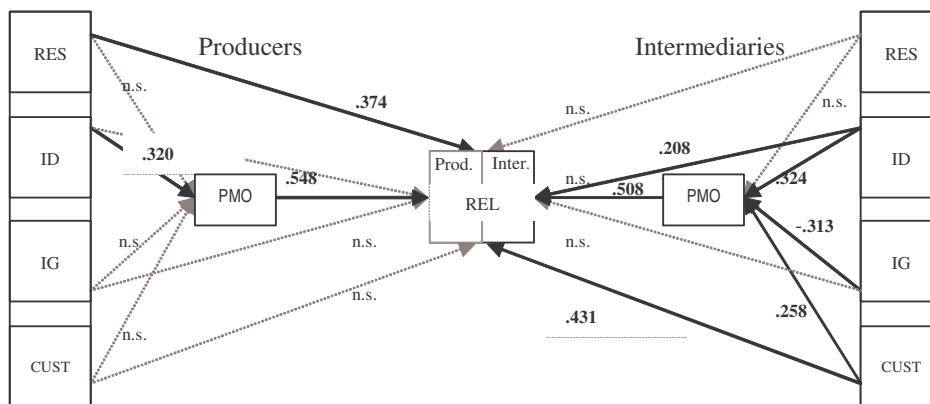 Producers
Intermediaries
RES
ID
IG
CUST
n.s.
.374
.320
.548
PMO
n.s.
n.s.
n.s.
n.s.
Prod.
Inter.
REL
n.s.
n.s.
.208
n.s.
.508
.324
PMO
-.313
n.s.
.258
.431
RES
ID
IG
CUST